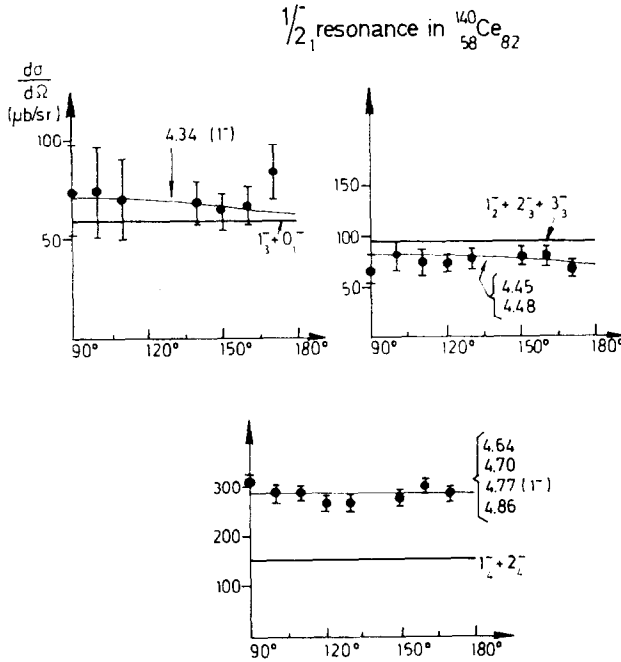 1/2⁻₁ resonance in ¹⁴⁰₅₈Ce₈₂
dσ
dΩ
(μb/sr)
100
50
4.34 (1⁻)
1⁻₃+0⁻₁
90° 120° 150° 180°
150
100
50
1⁻₂+2⁻₃+3⁻₃
4.45
4.48
90° 120° 150° 180°
300
200
100
4.64
4.70
4.77 (1⁻)
4.86
1⁻₄+2⁻₄
90° 120° 150° 180°